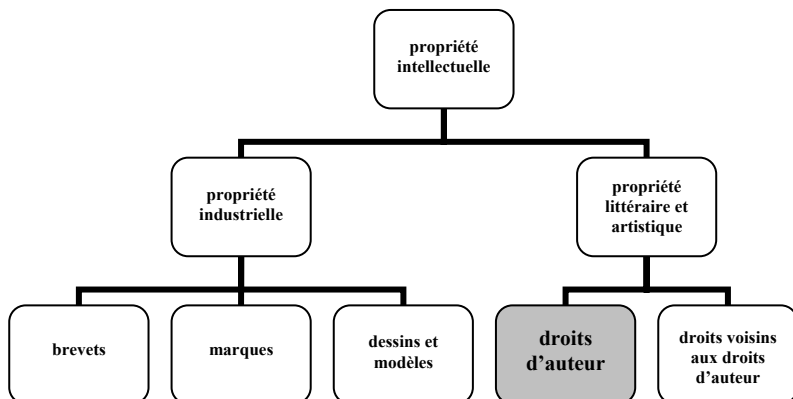 propriété
intellectuelle
propriété
industrielle
propriété
littéraire et
artistique
brevets
marques
dessins et
modèles
droits
d’auteur
droits voisins
aux droits
d’auteur